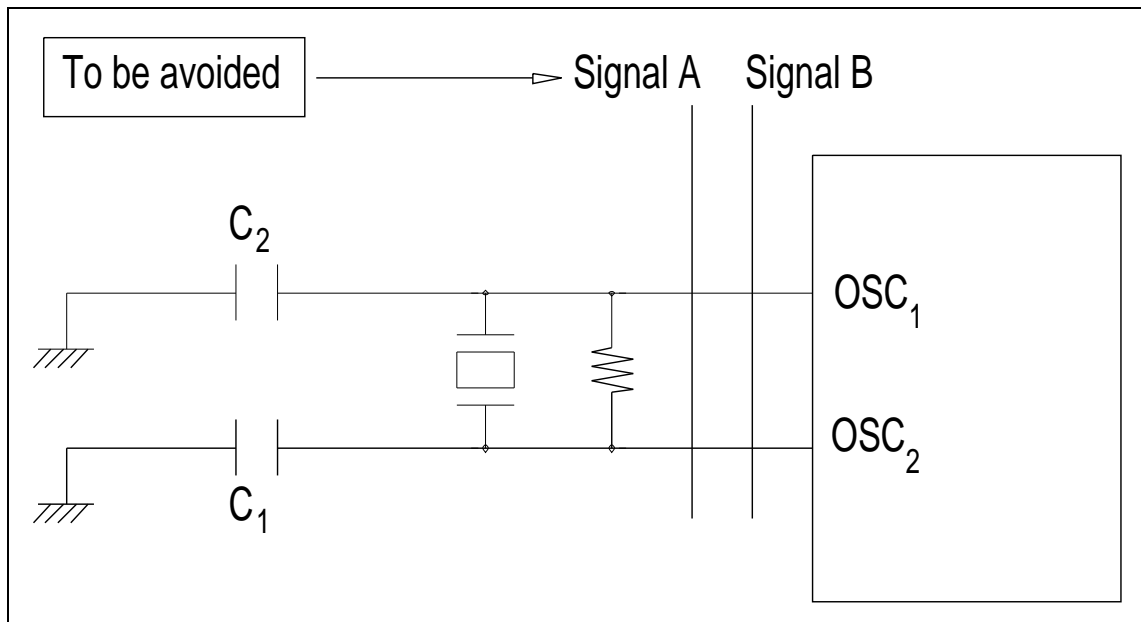 To be avoided
Signal A
Signal B
C₂
OSC₁
OSC₂
C₁